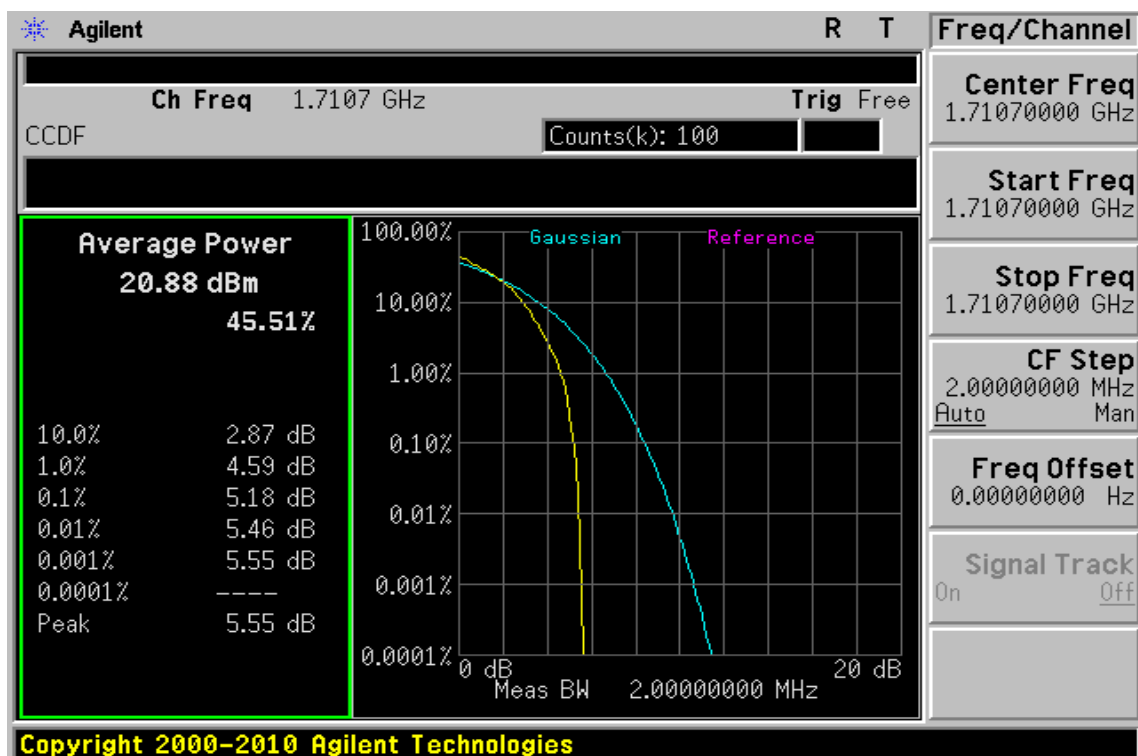 Agilent R T
Freq/Channel
Ch Freq 1.7107 GHz Trig Free
CCDF Counts(k): 100
Average Power
20.88 dBm
45.51%
10.0% 2.87 dB
1.0% 4.59 dB
0.1% 5.18 dB
0.01% 5.46 dB
0.001% 5.55 dB
0.0001% ----
Peak 5.55 dB
Gaussian Reference
100.00%
10.00%
1.00%
0.10%
0.01%
0.001%
0.0001%
0 dB 20 dB
Meas BW 2.00000000 MHz
Center Freq
1.71070000 GHz
Start Freq
1.71070000 GHz
Stop Freq
1.71070000 GHz
CF Step
2.00000000 MHz
Auto Man
Freq Offset
0.00000000 Hz
Signal Track
On Off
Copyright 2000-2010 Agilent Technologies